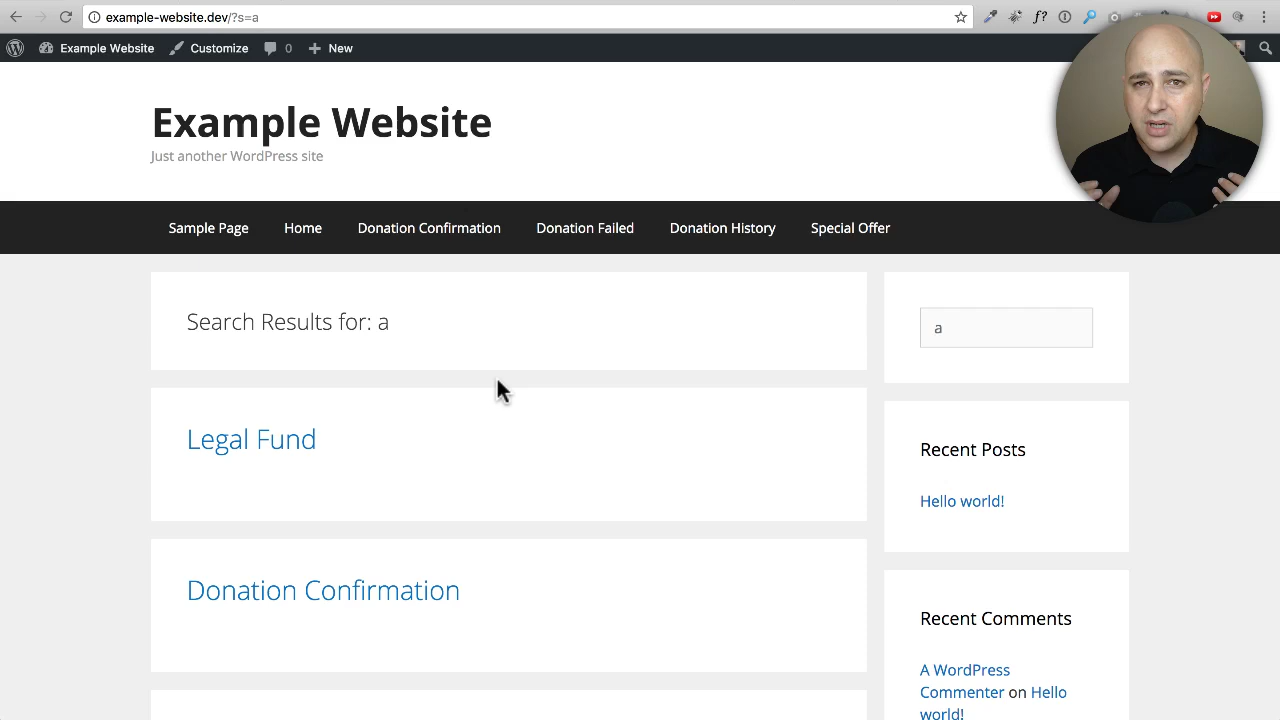 example-website.dev/?s=a
f?
Example Website
Customize
0
New
Example Website
Just another WordPress site
Sample Page
Home
Donation Confirmation
Donation Failed
Donation History
Special Offer
Search Results for: a
a
Legal Fund
Donation Confirmation
Recent Posts
Hello world!
Recent Comments
A WordPress
Commenter on Hello
world!